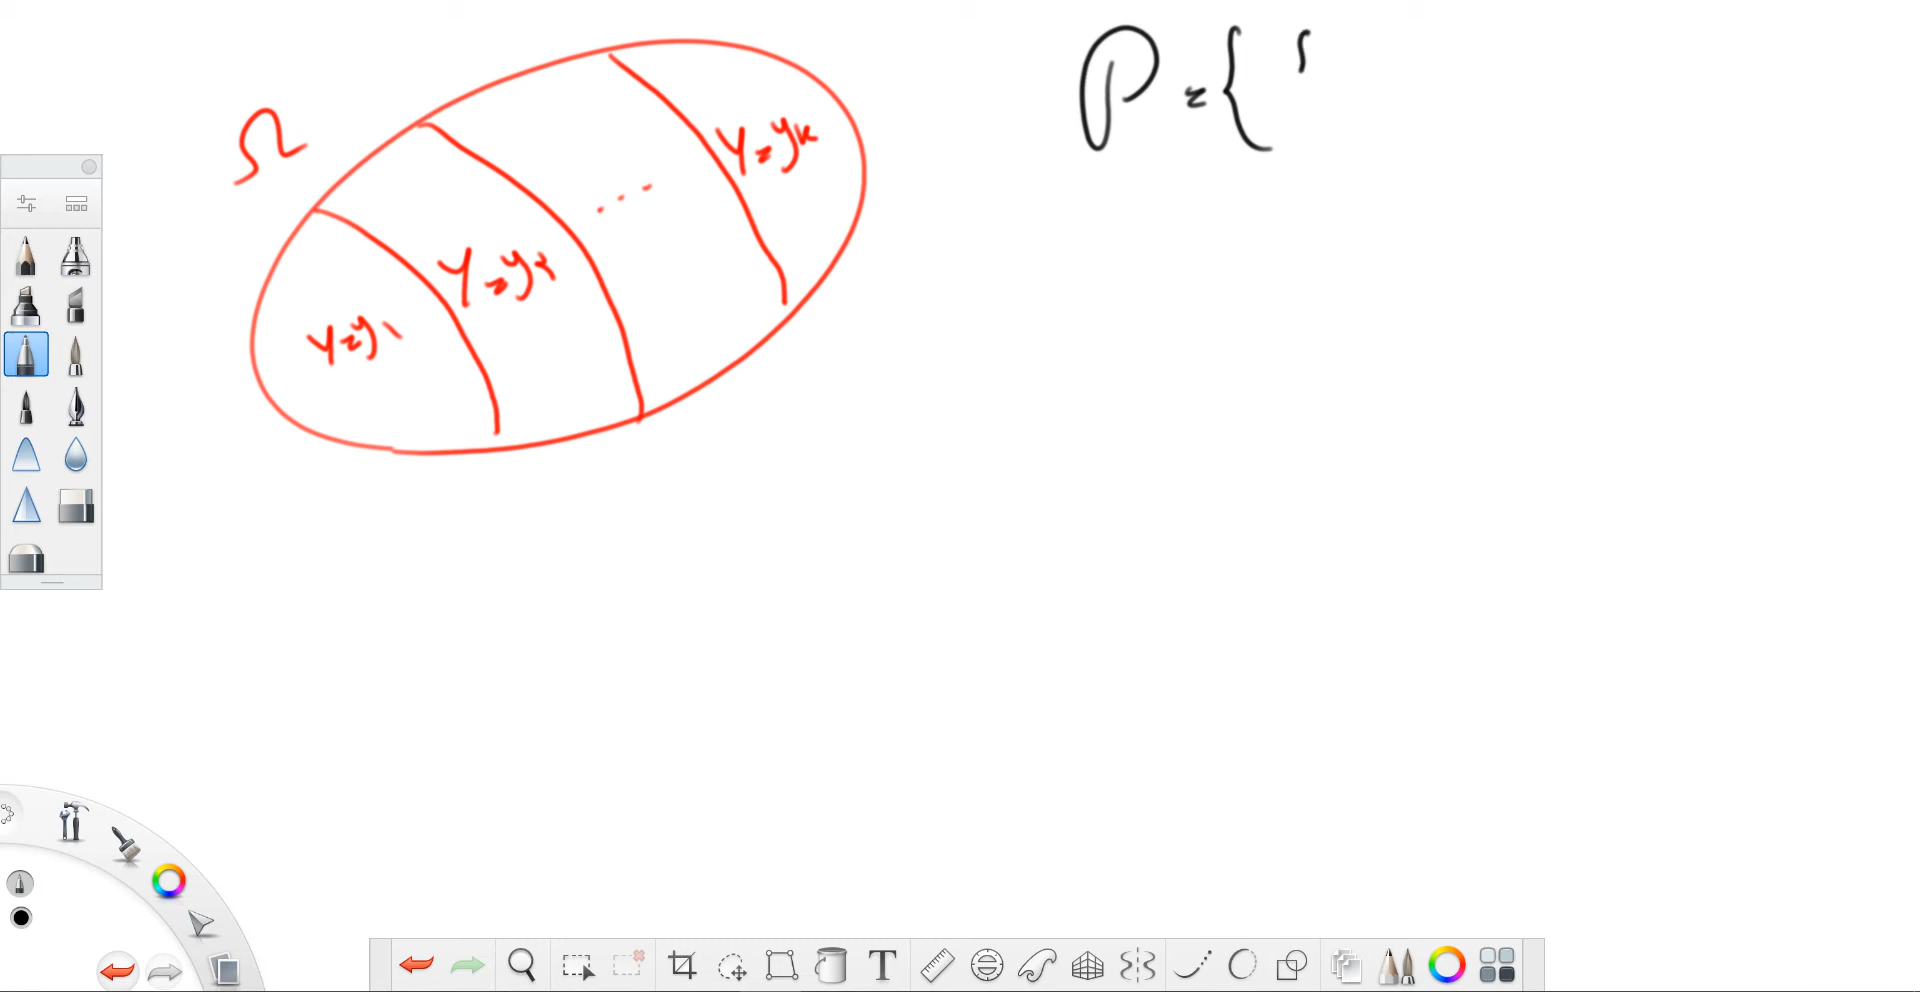 Ω
Y=y₁
Y=y₂
...
Y=yₖ
P={